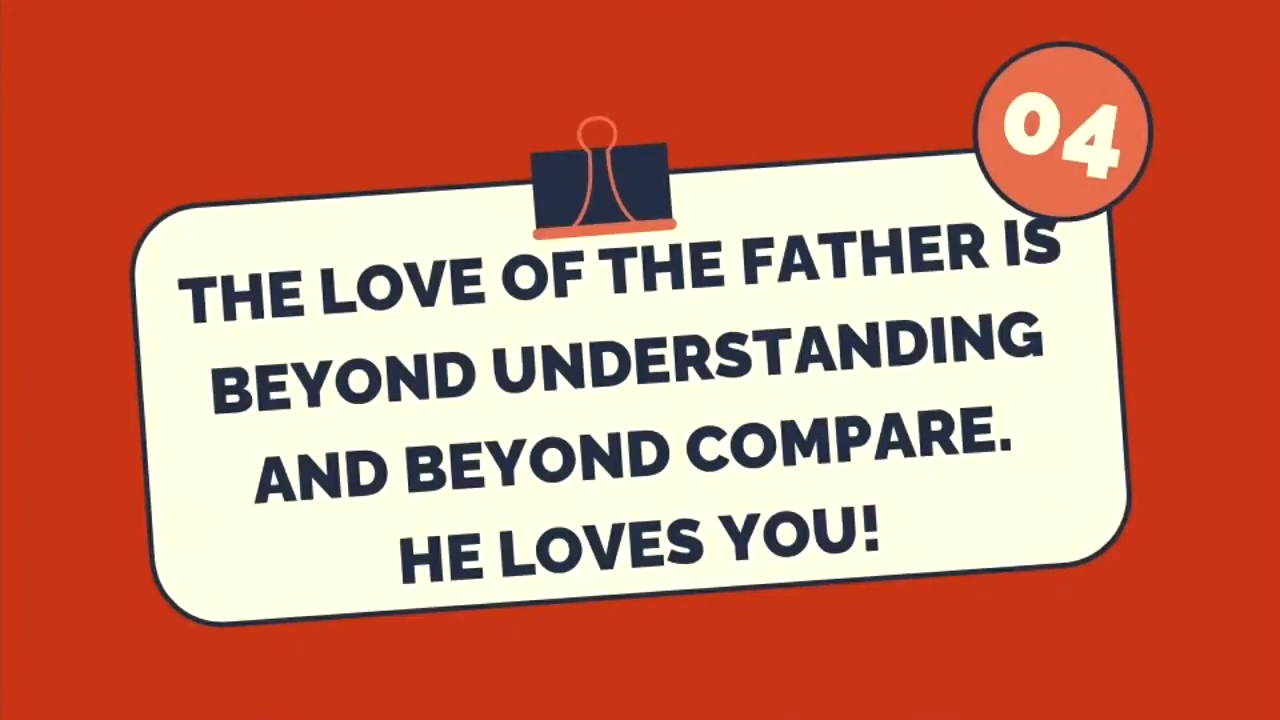 04
THE LOVE OF THE FATHER IS
BEYOND UNDERSTANDING
AND BEYOND COMPARE.
HE LOVES YOU!